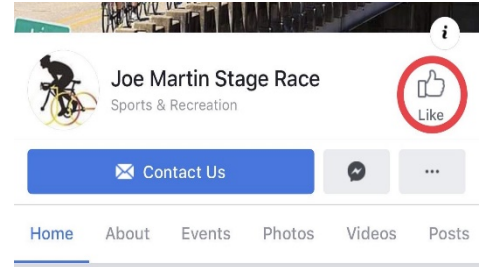 i
Joe Martin Stage Race
Sports & Recreation
Like
Contact Us
Home About Events Photos Videos Posts